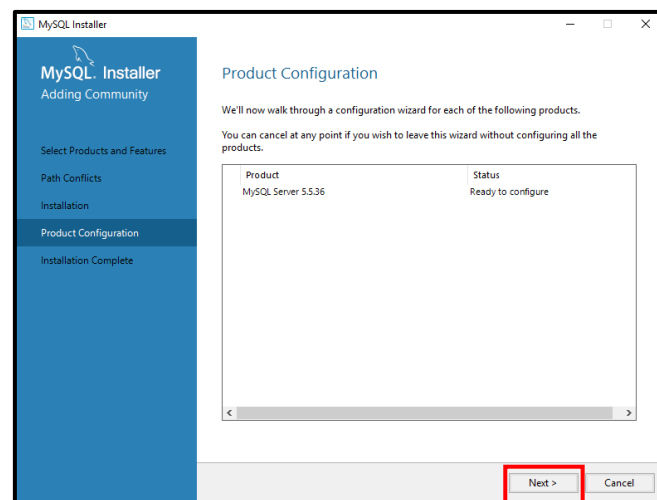 MySQL Installer
MySQL. Installer
Adding Community
Select Products and Features
Path Conflicts
Installation
Product Configuration
Installation Complete
Product Configuration
We'll now walk through a configuration wizard for each of the following products.
You can cancel at any point if you wish to leave this wizard without configuring all the
products.
Product Status
MySQL Server 5.5.36 Ready to configure
Next > Cancel